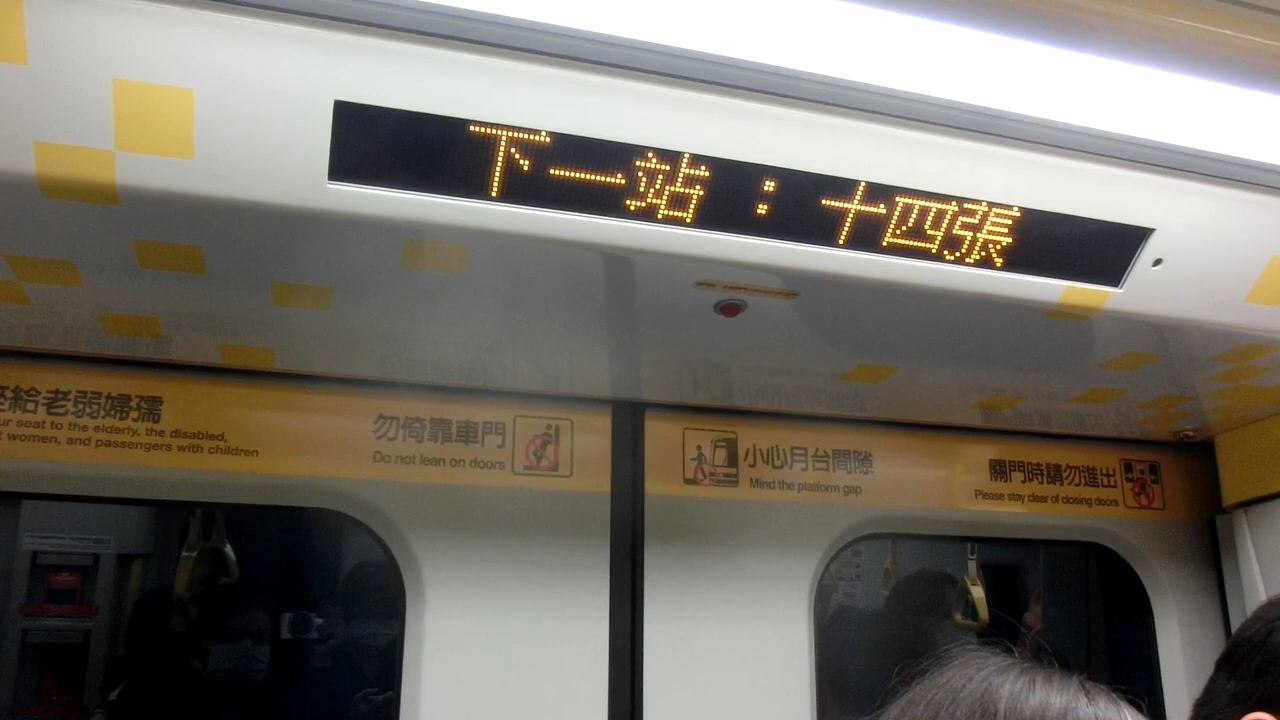 下一站：十四張
座給老弱婦孺
ur seat to the elderly, the disabled,
t women, and passengers with children
勿倚靠車門
Do not lean on doors
小心月台間隙
Mind the platform gap
關門時請勿進出
Please stay clear of closing doors